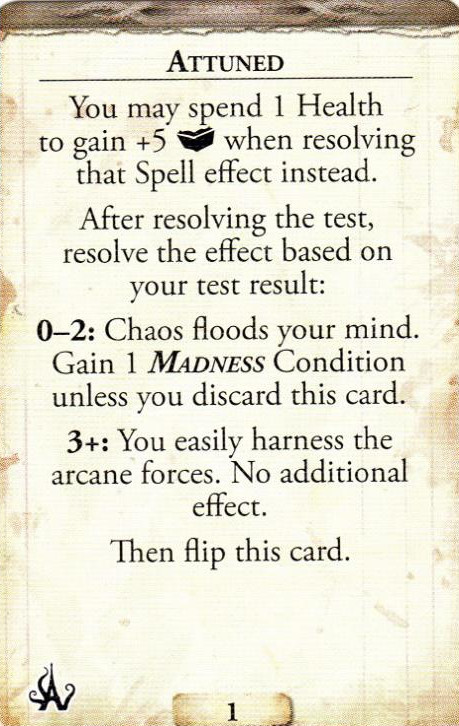 ATTUNED
You may spend 1 Health
to gain +5 when resolving
that Spell effect instead.
After resolving the test,
resolve the effect based on
your test result:
0–2: Chaos floods your mind.
Gain 1 MADNESS Condition
unless you discard this card.
3+: You easily harness the
arcane forces. No additional
effect.
Then flip this card.
1